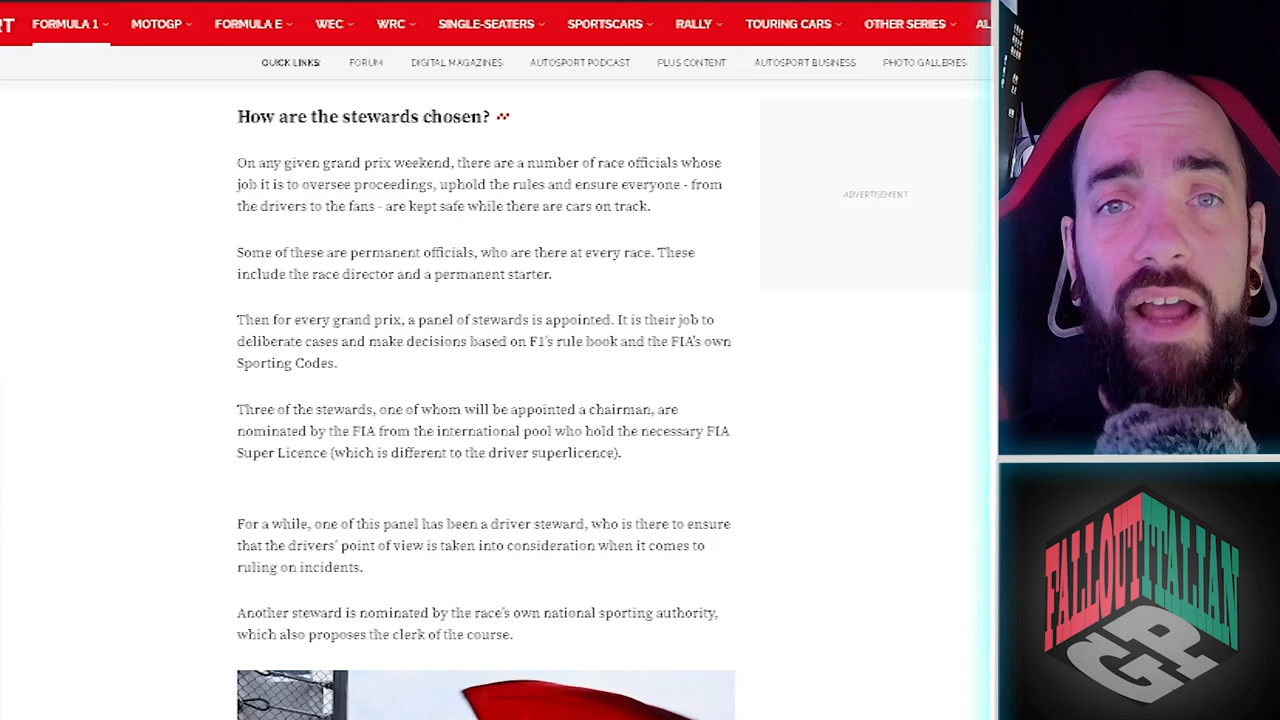 RT FORMULA 1 MOTOGP FORMULA E WEC WRC SINGLE-SEATERS SPORTSCARS RALLY TOURING CARS OTHER SERIES AL
QUICK LINKS: FORUM DIGITAL MAGAZINES AUTOSPORT PODCAST PLUS CONTENT AUTOSPORT BUSINESS PHOTO GALLERIES
How are the stewards chosen?
On any given grand prix weekend, there are a number of race officials whose
job it is to oversee proceedings, uphold the rules and ensure everyone - from
the drivers to the fans - are kept safe while there are cars on track.
Some of these are permanent officials, who are there at every race. These
include the race director and a permanent starter.
Then for every grand prix, a panel of stewards is appointed. It is their job to
deliberate cases and make decisions based on F1's rule book and the FIA's own
Sporting Codes.
Three of the stewards, one of whom will be appointed a chairman, are
nominated by the FIA from the international pool who hold the necessary FIA
Super Licence (which is different to the driver superlicence).
For a while, one of this panel has been a driver steward, who is there to ensure
that the drivers' point of view is taken into consideration when it comes to
ruling on incidents.
Another steward is nominated by the race's own national sporting authority,
which also proposes the clerk of the course.
ADVERTISEMENT
FALLOUT ITALIAN
PG